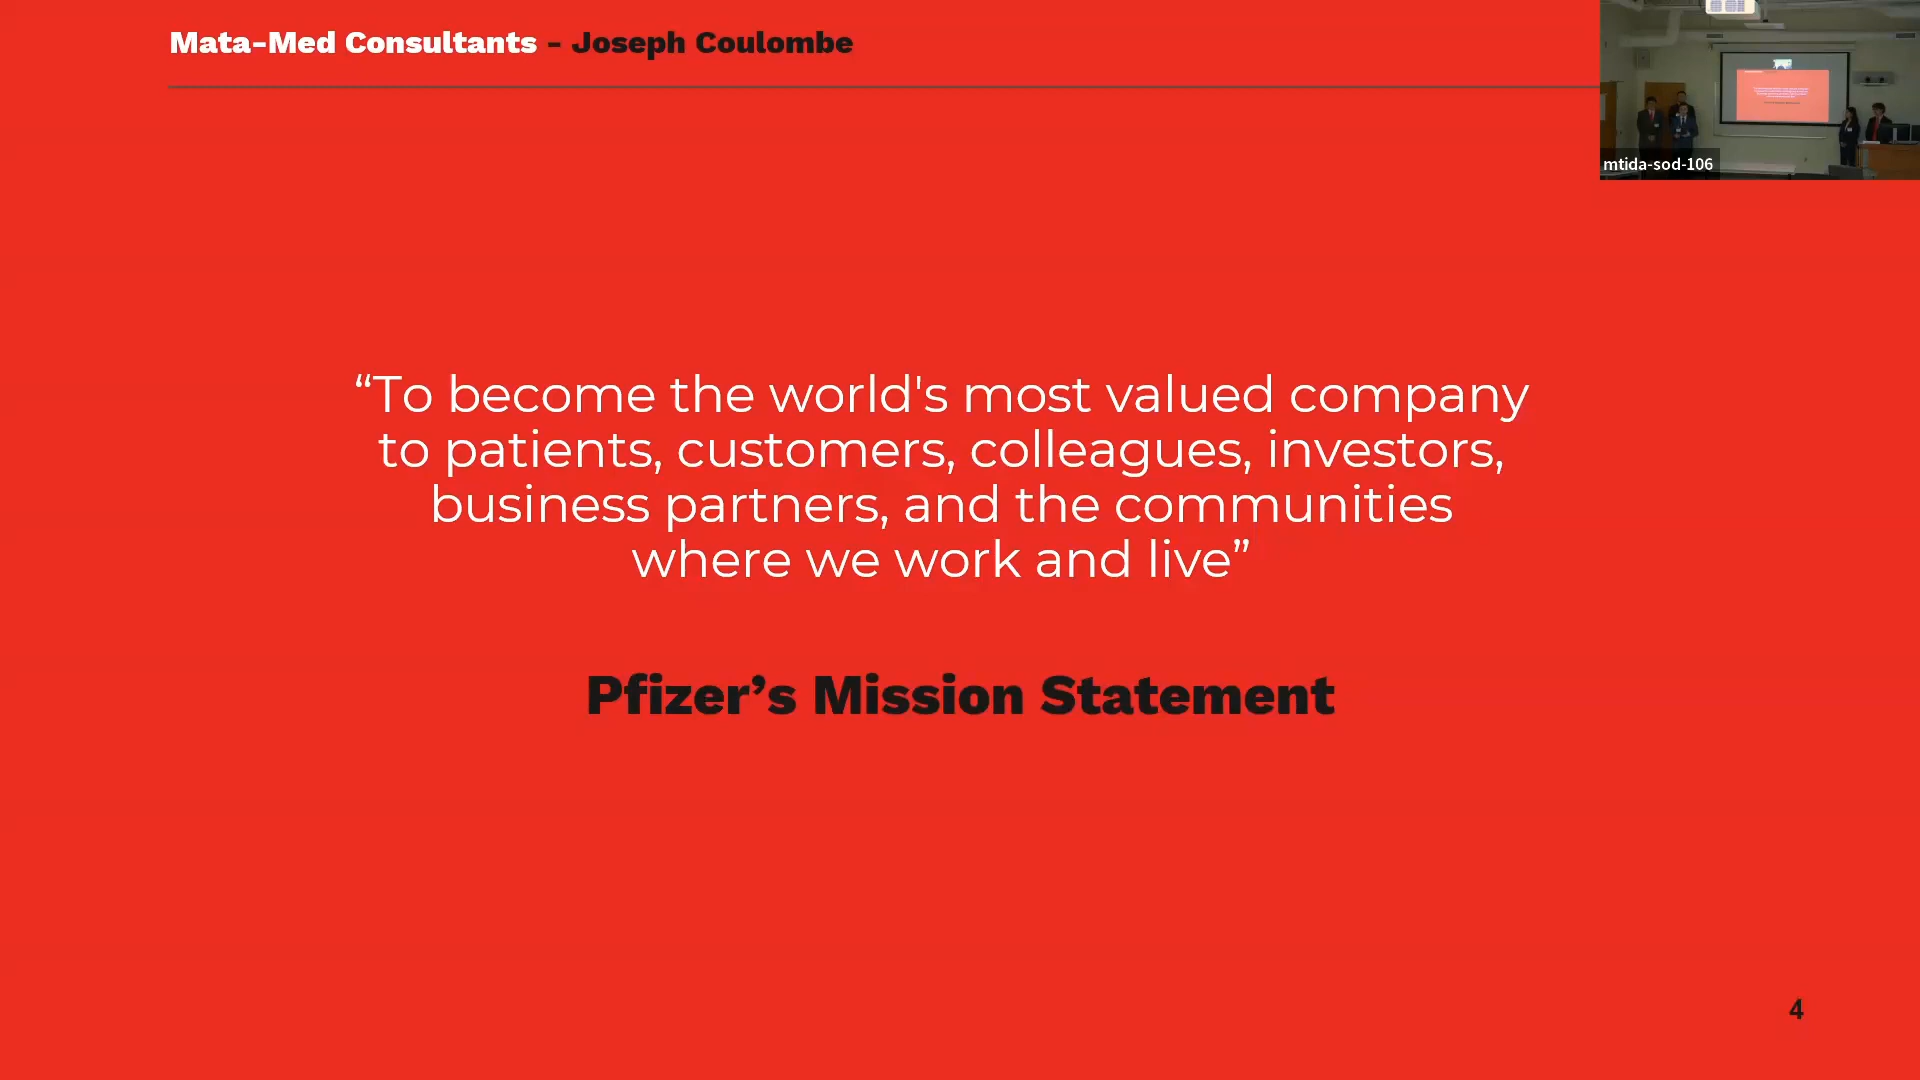 Mata-Med Consultants - Joseph Coulombe
mtida-sod-106
“To become the world's most valued company
to patients, customers, colleagues, investors,
business partners, and the communities
where we work and live”
Pfizer’s Mission Statement
4